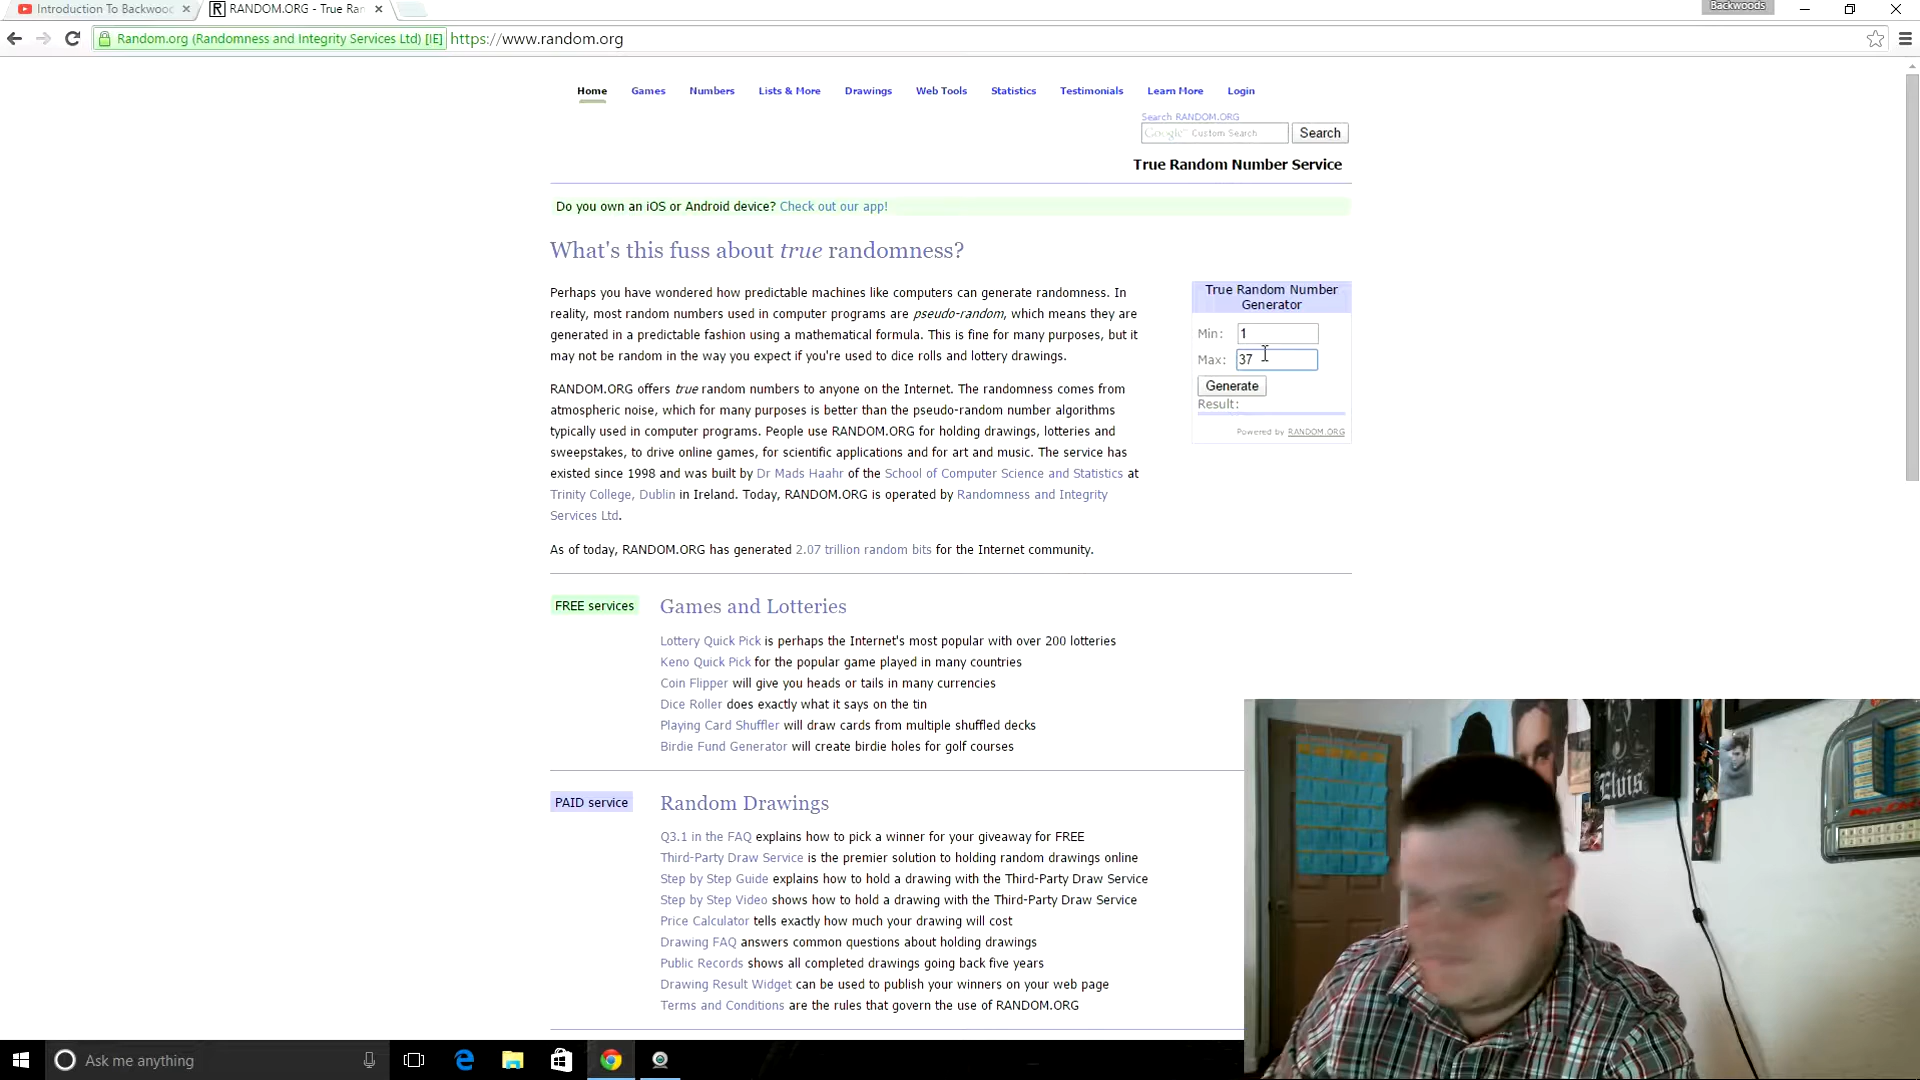 Introduction To Backwoo
RANDOM.ORG - True Ra
Backwoods
Random.org (Randomness and Integrity Services Ltd) [IE]
https://www.random.org
Home
Games
Numbers
Lists & More
Drawings
Web Tools
Statistics
Testimonials
Learn More
Login
Search RANDOM.ORG
Google™ Custom Search
Search
True Random Number Service
Do you own an iOS or Android device? Check out our app!
What's this fuss about true randomness?
Perhaps you have wondered how predictable machines like computers can generate randomness. In
reality, most random numbers used in computer programs are pseudo-random, which means they are
generated in a predictable fashion using a mathematical formula. This is fine for many purposes, but it
may not be random in the way you expect if you're used to dice rolls and lottery drawings.
RANDOM.ORG offers true random numbers to anyone on the Internet. The randomness comes from
atmospheric noise, which for many purposes is better than the pseudo-random number algorithms
typically used in computer programs. People use RANDOM.ORG for holding drawings, lotteries and
sweepstakes, to drive online games, for scientific applications and for art and music. The service has
existed since 1998 and was built by Dr Mads Haahr of the School of Computer Science and Statistics at
Trinity College, Dublin in Ireland. Today, RANDOM.ORG is operated by Randomness and Integrity
Services Ltd.
As of today, RANDOM.ORG has generated 2.07 trillion random bits for the Internet community.
True Random Number
Generator
Min: 1
Max: 37
Generate
Result:
Powered by RANDOM.ORG
FREE services
Games and Lotteries
Lottery Quick Pick is perhaps the Internet's most popular with over 200 lotteries
Keno Quick Pick for the popular game played in many countries
Coin Flipper will give you heads or tails in many currencies
Dice Roller does exactly what it says on the tin
Playing Card Shuffler will draw cards from multiple shuffled decks
Birdie Fund Generator will create birdie holes for golf courses
PAID service
Random Drawings
Q3.1 in the FAQ explains how to pick a winner for your giveaway for FREE
Third-Party Draw Service is the premier solution to holding random drawings online
Step by Step Guide explains how to hold a drawing with the Third-Party Draw Service
Step by Step Video shows how to hold a drawing with the Third-Party Draw Service
Price Calculator tells exactly how much your drawing will cost
Drawing FAQ answers common questions about holding drawings
Public Records shows all completed drawings going back five years
Drawing Result Widget can be used to publish your winners on your web page
Terms and Conditions are the rules that govern the use of RANDOM.ORG
Elvis
Ask me anything